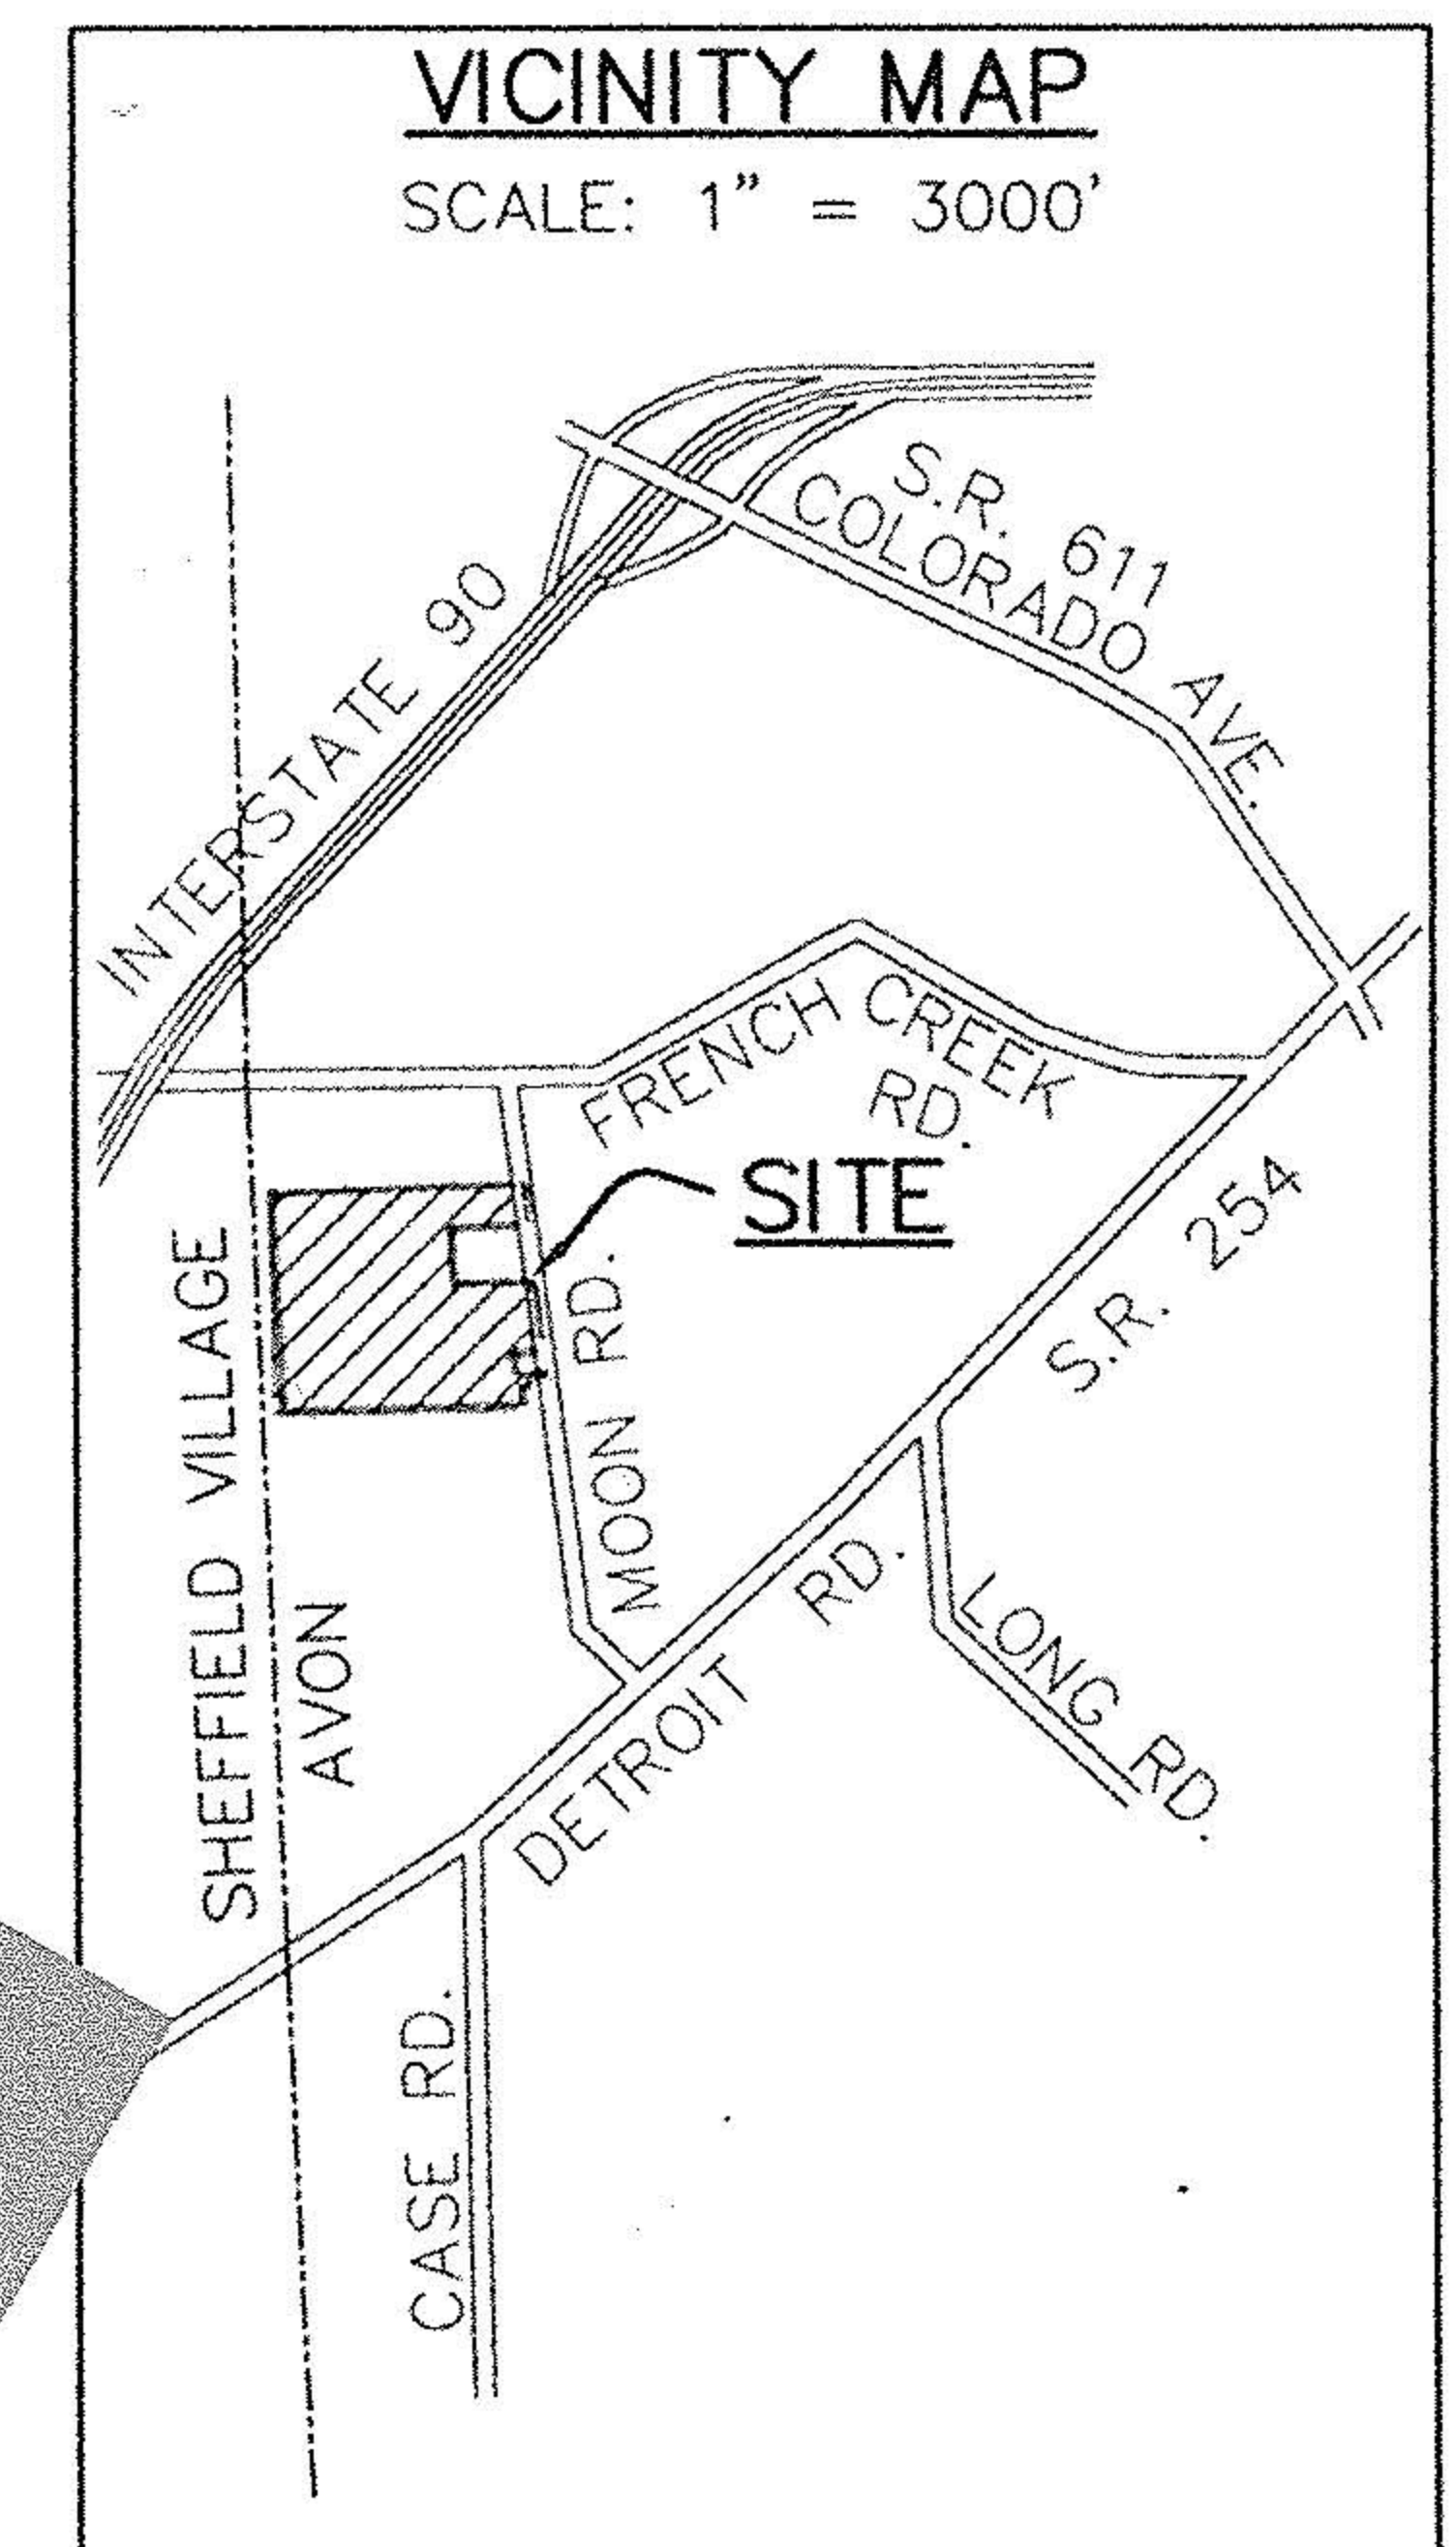 VICINITY MAP
SCALE: 1" = 3000'
S.R. 611
COLORADO AVE.
INTERSTATE 90
FRENCH CREEK
RD.
SITE
MOON RD.
S.R. 254
SHEFFIELD VILLAGE
AVON
DETROIT RD.
LONG RD.
CASE RD.